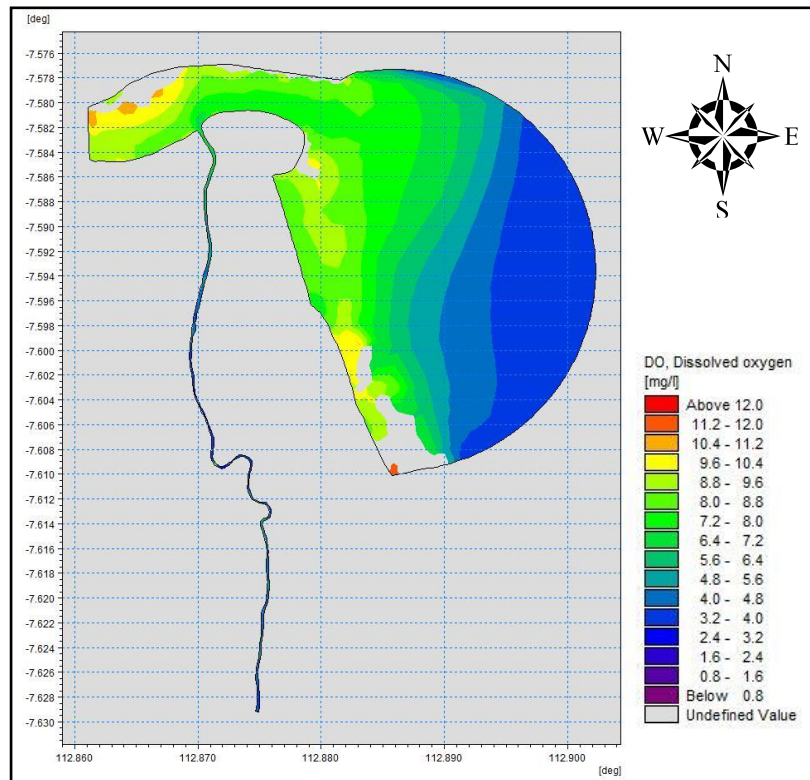 [deg]
-7.576
-7.578
-7.580
-7.582
-7.584
-7.586
-7.588
-7.590
-7.592
-7.594
-7.596
-7.598
-7.600
-7.602
-7.604
-7.606
-7.608
-7.610
-7.612
-7.614
-7.616
-7.618
-7.620
-7.622
-7.624
-7.626
-7.628
-7.630
112.860 112.870 112.880 112.890 112.900
[deg]
N
W E
S
DO, Dissolved oxygen
[mg/l]
Above 12.0
11.2 - 12.0
10.4 - 11.2
9.6 - 10.4
8.8 - 9.6
8.0 - 8.8
7.2 - 8.0
6.4 - 7.2
5.6 - 6.4
4.8 - 5.6
4.0 - 4.8
3.2 - 4.0
2.4 - 3.2
1.6 - 2.4
0.8 - 1.6
Below 0.8
Undefined Value